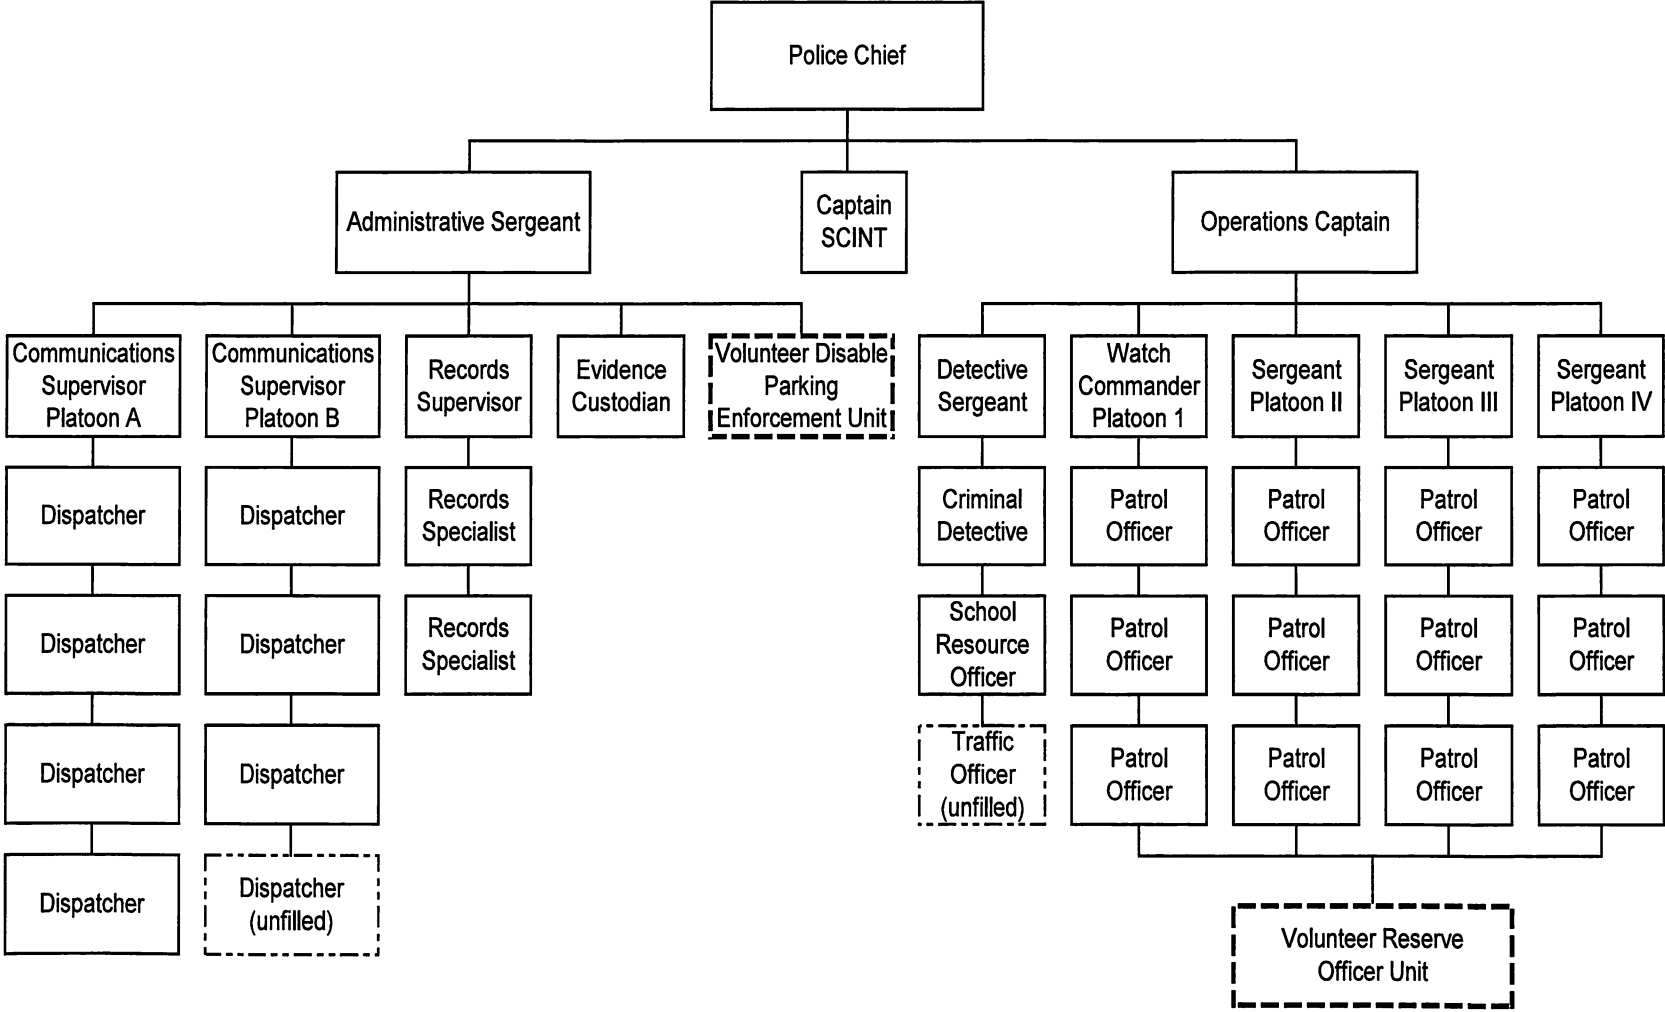 Police Chief
Administrative Sergeant
Captain
SCINT
Operations Captain
Communications
Supervisor
Platoon A
Communications
Supervisor
Platoon B
Records
Supervisor
Evidence
Custodian
Volunteer Disable
Parking
Enforcement Unit
Detective
Sergeant
Watch
Commander
Platoon 1
Sergeant
Platoon II
Sergeant
Platoon III
Sergeant
Platoon IV
Dispatcher
Dispatcher
Records
Specialist
Criminal
Detective
Patrol
Officer
Patrol
Officer
Patrol
Officer
Patrol
Officer
Dispatcher
Dispatcher
Records
Specialist
School
Resource
Officer
Patrol
Officer
Patrol
Officer
Patrol
Officer
Patrol
Officer
Dispatcher
Dispatcher
Traffic
Officer
(unfilled)
Patrol
Officer
Patrol
Officer
Patrol
Officer
Patrol
Officer
Dispatcher
Dispatcher
(unfilled)
Volunteer Reserve
Officer Unit